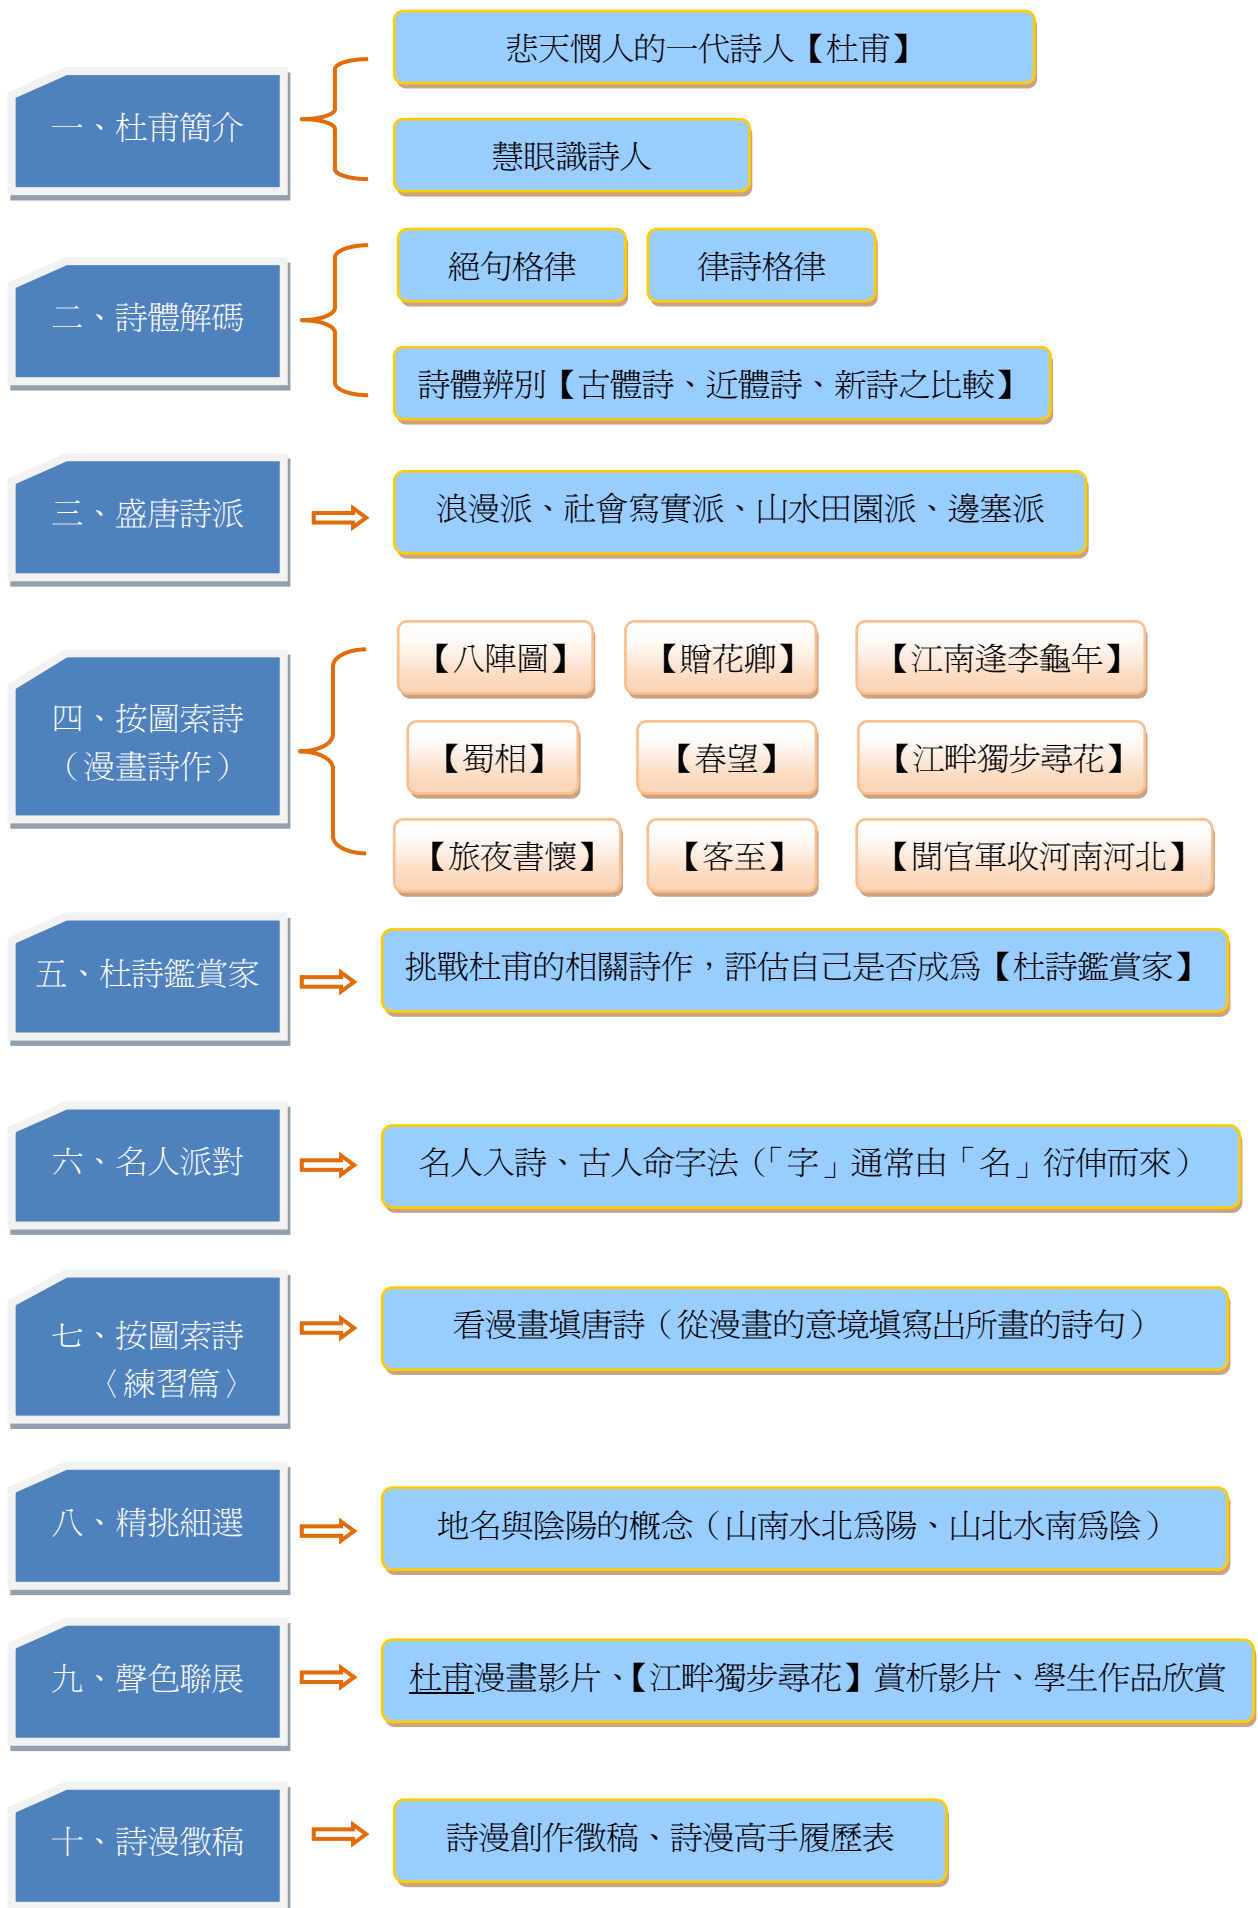 一、杜甫簡介
悲天憫人的一代詩人【杜甫】
慧眼識詩人
二、詩體解碼
絕句格律
律詩格律
詩體辨別【古體詩、近體詩、新詩之比較】
三、盛唐詩派
浪漫派、社會寫實派、山水田園派、邊塞派
四、按圖索詩
（漫畫詩作）
【八陣圖】
【贈花卿】
【江南逢李龜年】
【蜀相】
【春望】
【江畔獨步尋花】
【旅夜書懷】
【客至】
【聞官軍收河南河北】
五、杜詩鑑賞家
挑戰杜甫的相關詩作，評估自己是否成為【杜詩鑑賞家】
六、名人派對
名人入詩、古人命字法（「字」通常由「名」衍伸而來）
七、按圖索詩
〈練習篇〉
看漫畫填唐詩（從漫畫的意境填寫出所畫的詩句）
八、精挑細選
地名與陰陽的概念（山南水北為陽、山北水南為陰）
九、聲色聯展
杜甫漫畫影片、【江畔獨步尋花】賞析影片、學生作品欣賞
十、詩漫徵稿
詩漫創作徵稿、詩漫高手履歷表